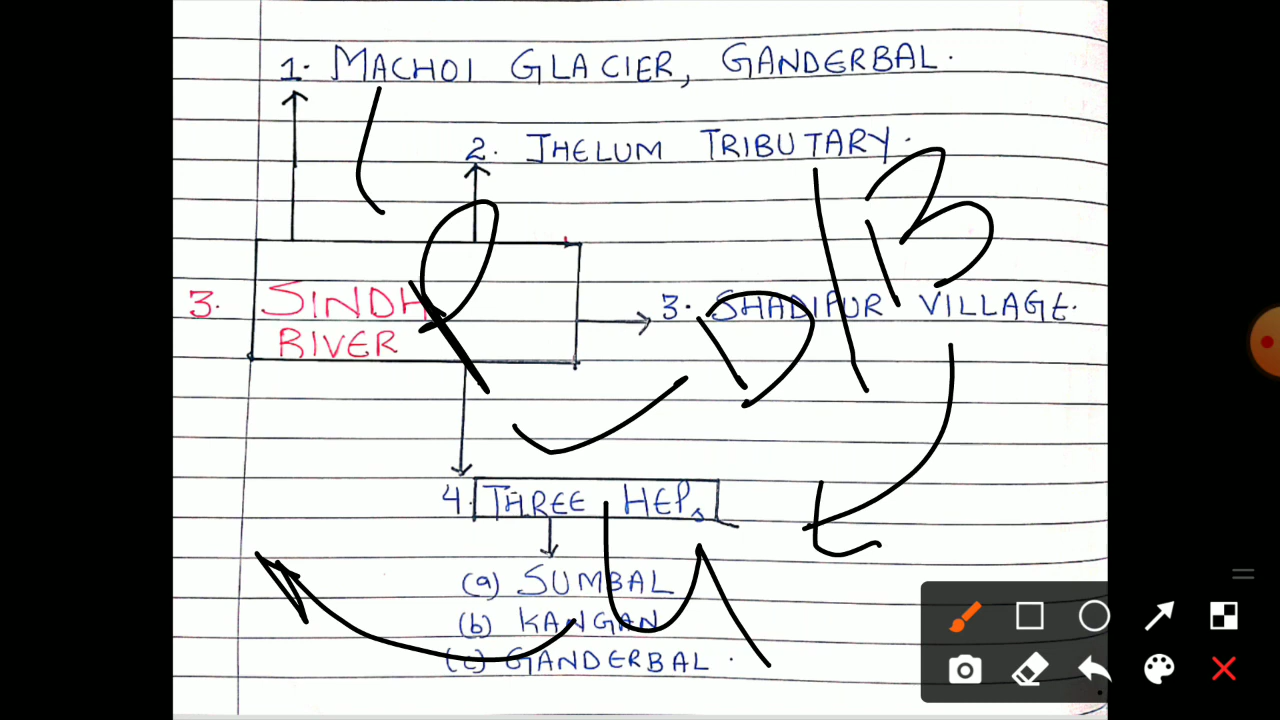 1. MACHOI GLACIER, GANDERBAL.
2. JHELUM TRIBUTARY.
3. SINDH RIVER
3. SHADIPUR VILLAGE.
4. THREE HEPs
(a) SUMBAL
(b) KANGAN
(c) GANDERBAL.